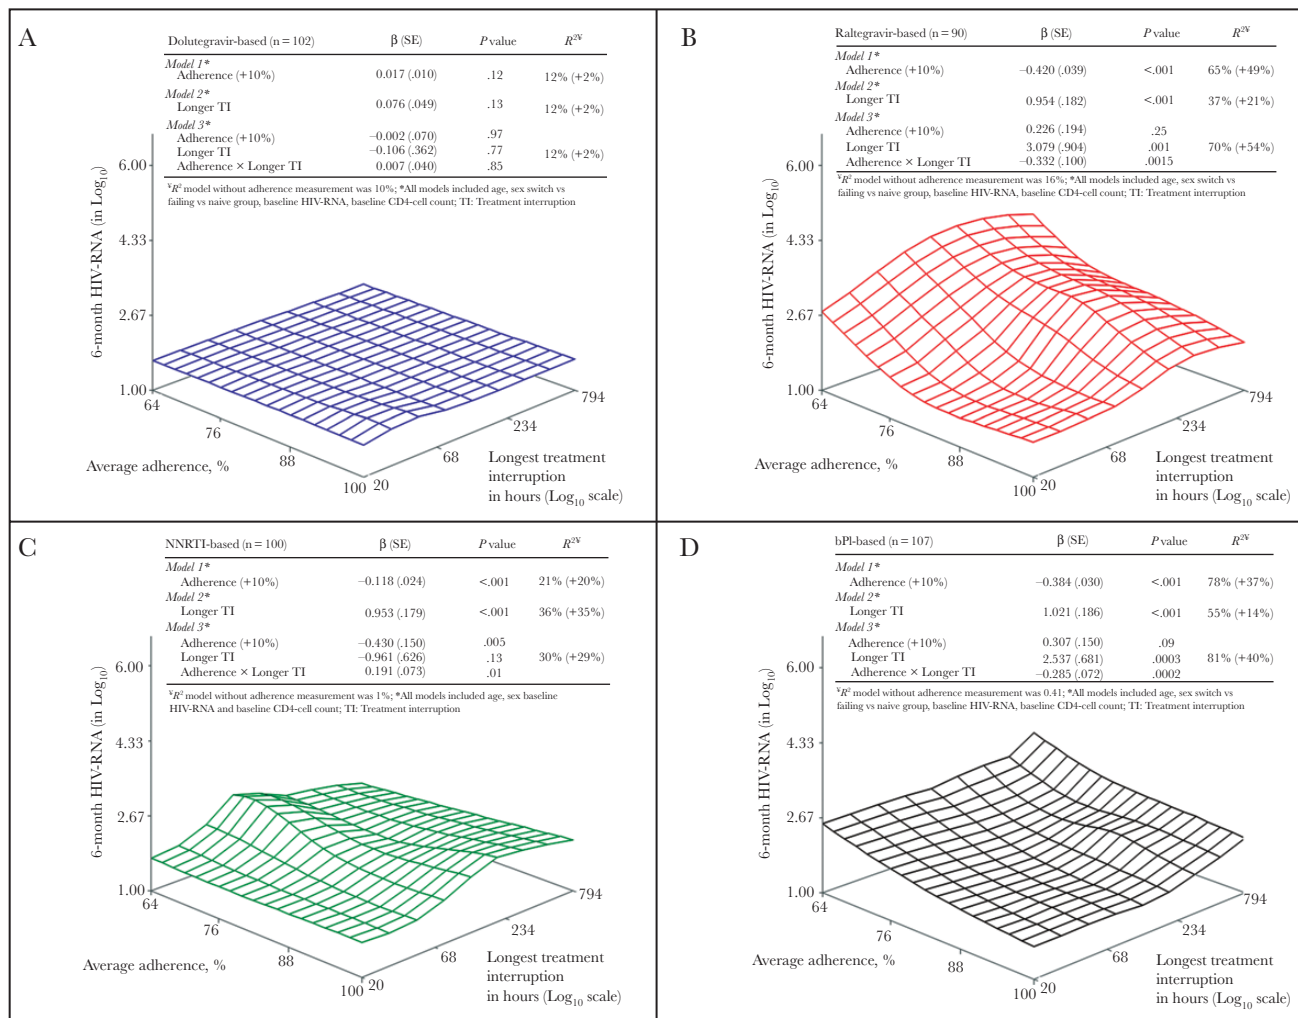 A
Dolutegravir-based (n = 102) β (SE) P value R²¥
Model 1*
Adherence (+10%) 0.017 (.010) .12 12% (+2%)
Model 2*
Longer TI 0.076 (.049) .13 12% (+2%)
Model 3*
Adherence (+10%) −0.002 (.070) .97
Longer TI −0.106 (.362) .77 12% (+2%)
Adherence × Longer TI 0.007 (.040) .85
¥R² model without adherence measurement was 10%; *All models included age, sex switch vs
failing vs naive group, baseline HIV-RNA, baseline CD4-cell count; TI: Treatment interruption
6-month HIV-RNA (in Log10)
6.00
4.33
2.67
1.00
64
76
88
100
Average adherence, %
20
68
234
794
Longest treatment
interruption
in hours (Log10 scale)
B
Raltegravir-based (n = 90) β (SE) P value R²¥
Model 1*
Adherence (+10%) −0.420 (.039) <.001 65% (+49%)
Model 2*
Longer TI 0.954 (.182) <.001 37% (+21%)
Model 3*
Adherence (+10%) 0.226 (.194) .25
Longer TI 3.079 (.904) .001 70% (+54%)
Adherence × Longer TI −0.332 (.100) .0015
¥R² model without adherence measurement was 16%; *All models included age, sex switch vs
failing vs naive group, baseline HIV-RNA, baseline CD4-cell count; TI: Treatment interruption
6-month HIV-RNA (in Log10)
6.00
4.33
2.67
1.00
64
76
88
100
Average adherence, %
20
68
234
794
Longest treatment
interruption
in hours (Log10 scale)
C
NNRTI-based (n = 100) β (SE) P value R²¥
Model 1*
Adherence (+10%) −0.118 (.024) <.001 21% (+20%)
Model 2*
Longer TI 0.953 (.179) <.001 36% (+35%)
Model 3*
Adherence (+10%) −0.430 (.150) .005
Longer TI −0.961 (.626) .13 30% (+29%)
Adherence × Longer TI 0.191 (.073) .01
¥R² model without adherence measurement was 1%; *All models included age, sex baseline
HIV-RNA and baseline CD4-cell count; TI: Treatment interruption
6-month HIV-RNA (in Log10)
6.00
4.33
2.67
1.00
64
76
88
100
Average adherence, %
20
68
234
794
Longest treatment
interruption
in hours (Log10 scale)
D
bPl-based (n = 107) β (SE) P value R²¥
Model 1*
Adherence (+10%) −0.384 (.030) <.001 78% (+37%)
Model 2*
Longer TI 1.021 (.186) <.001 55% (+14%)
Model 3*
Adherence (+10%) 0.307 (.150) .09
Longer TI 2.537 (.681) .0003 81% (+40%)
Adherence × Longer TI −0.285 (.072) .0002
¥R² model without adherence measurement was 0.41; *All models included age, sex switch vs
failing vs naive group, baseline HIV-RNA, baseline CD4-cell count; TI: Treatment interruption
6-month HIV-RNA (in Log10)
6.00
4.33
2.67
1.00
64
76
88
100
Average adherence, %
20
68
234
794
Longest treatment
interruption
in hours (Log10 scale)